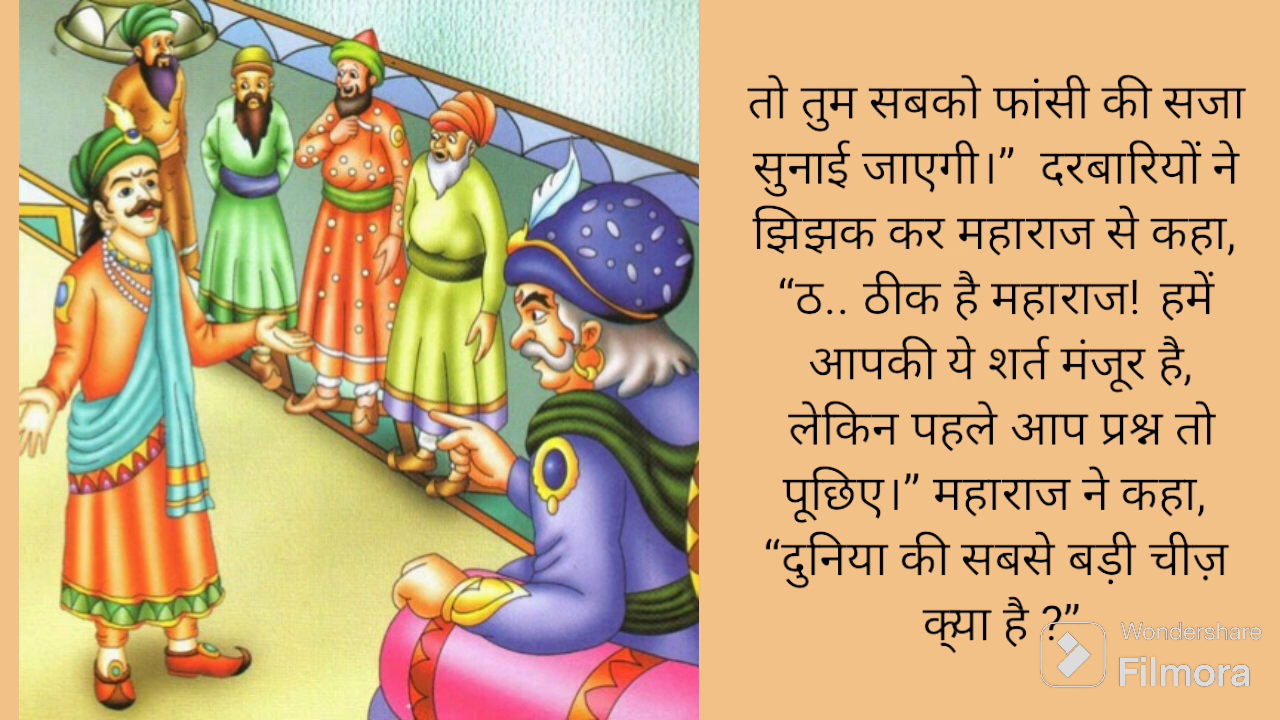 तो तुम सबको फांसी की सजा
सुनाई जाएगी।” दरबारियों ने
झिझक कर महाराज से कहा,
“ठ.. ठीक है महाराज! हमें
आपकी ये शर्त मंजूर है,
लेकिन पहले आप प्रश्न तो
पूछिए।” महाराज ने कहा,
“दुनिया की सबसे बड़ी चीज़
क्या है ?”
Wondershare
Filmora